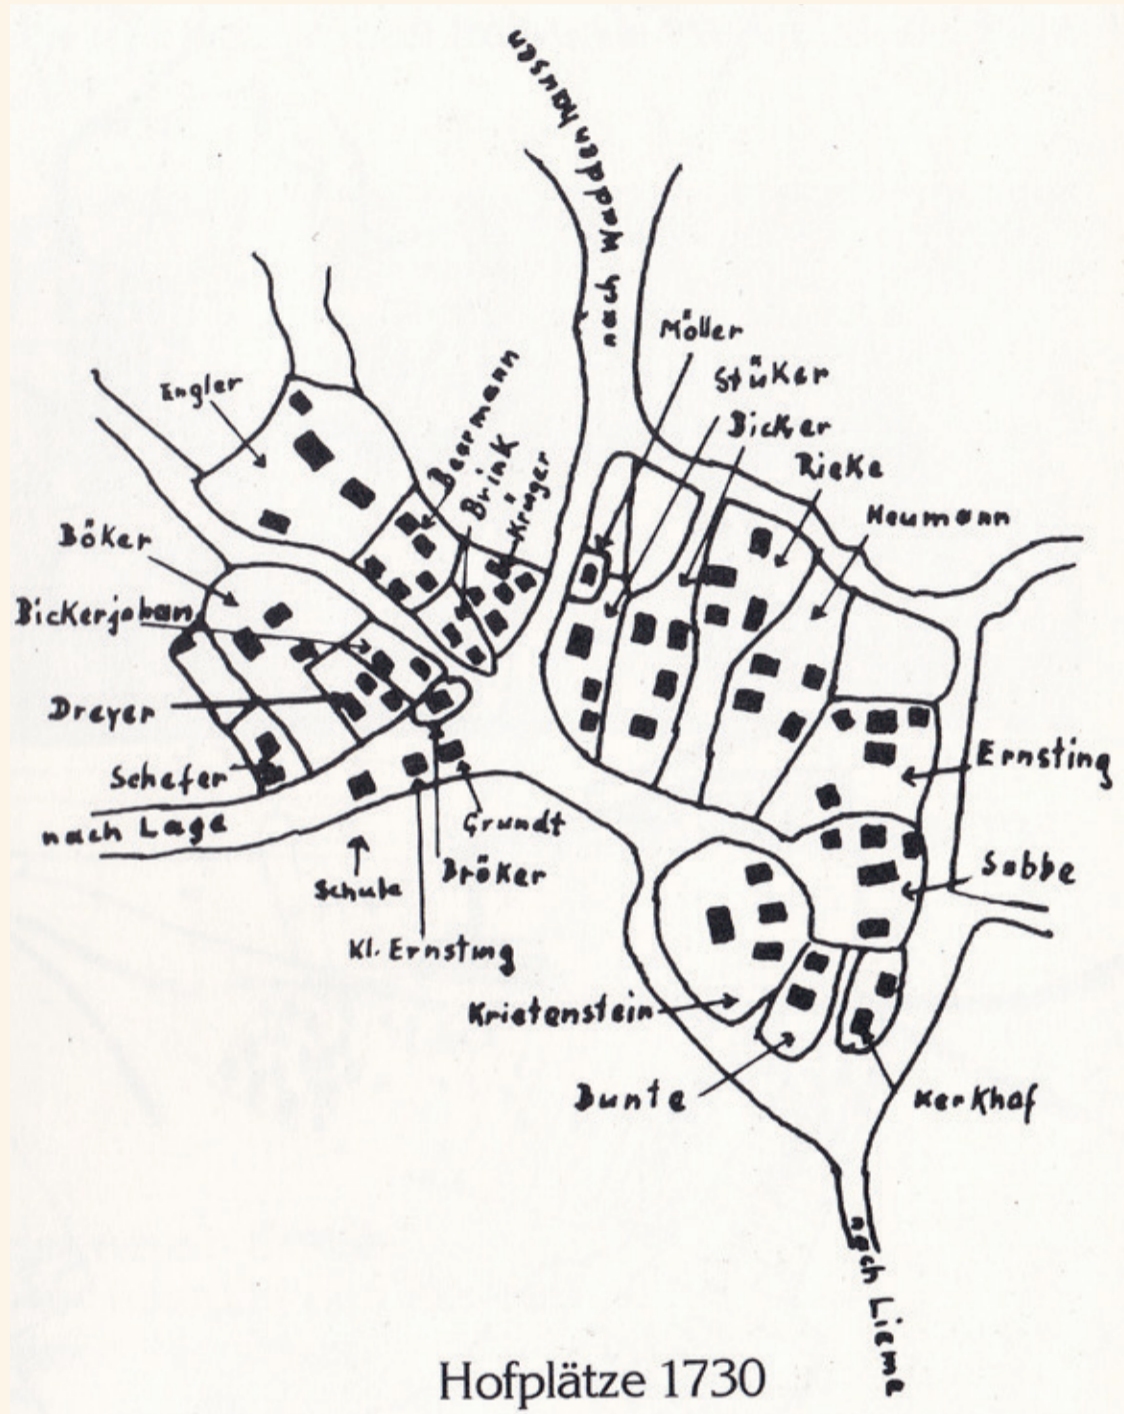 nach Waddenhausen
Möller
Stüker
Bicker
Rieke
Neumann
Engler
Beermann
Brink
Krüger
Böker
Bickerjohan
Dreyer
Schefer
nach Lage
Schule
Grundt
Bröker
Kl. Ernsting
Ernsting
Sabbe
Krietenstein
Bunte
Kerkhof
nach Lieme
Hofplätze 1730